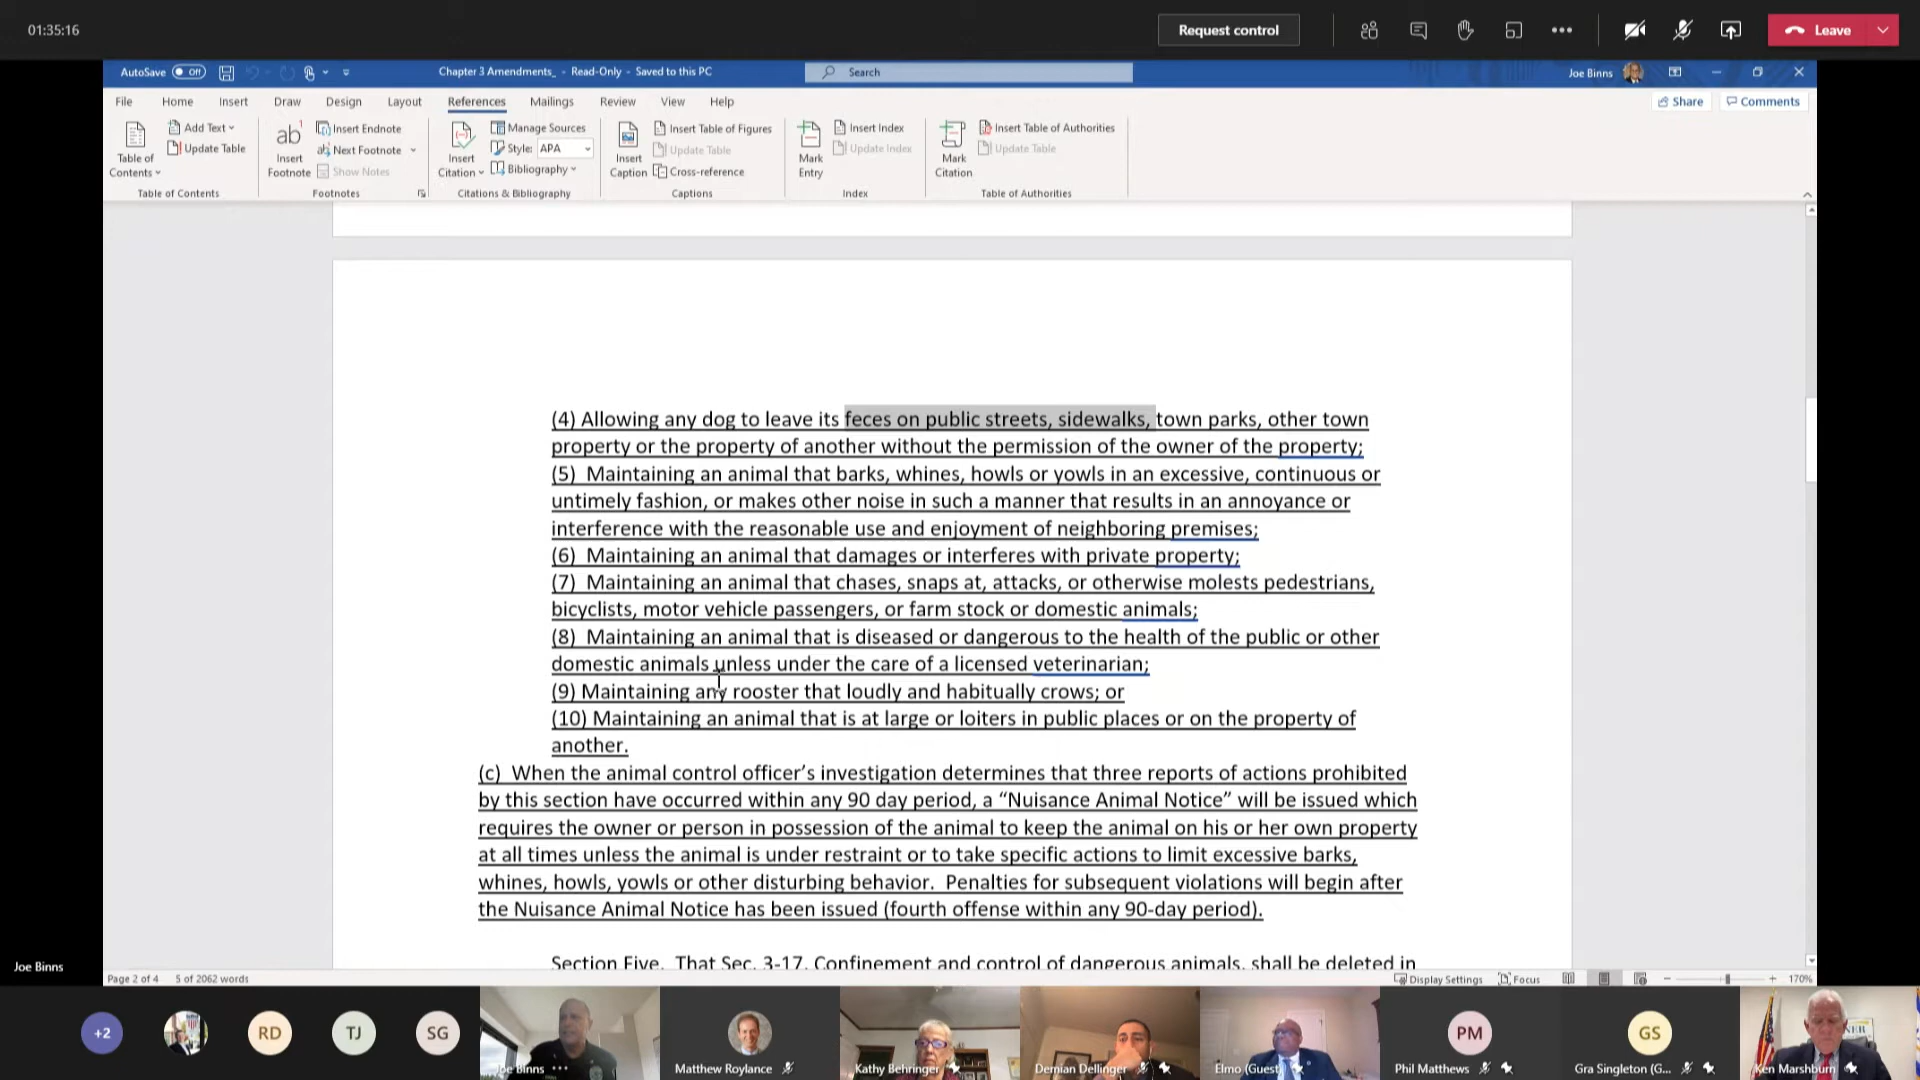 01:35:16
Request control
Leave
AutoSave Off
Chapter 3 Amendments_ - Read-Only - Saved to this PC
Search
Joe Binns
File Home Insert Draw Design Layout References Mailings Review View Help
Share Comments
Table of Contents
Add Text
Update Table
Table of Contents
ab
Insert Footnote
Insert Endnote
Next Footnote
Show Notes
Footnotes
Insert Citation
Manage Sources
Style: APA
Bibliography
Citations & Bibliography
Insert Caption
Insert Table of Figures
Update Table
Cross-reference
Captions
Mark Entry
Insert Index
Update Index
Index
Mark Citation
Insert Table of Authorities
Update Table
Table of Authorities
(4) Allowing any dog to leave its feces on public streets, sidewalks, town parks, other town
property or the property of another without the permission of the owner of the property;
(5) Maintaining an animal that barks, whines, howls or yowls in an excessive, continuous or
untimely fashion, or makes other noise in such a manner that results in an annoyance or
interference with the reasonable use and enjoyment of neighboring premises;
(6) Maintaining an animal that damages or interferes with private property;
(7) Maintaining an animal that chases, snaps at, attacks, or otherwise molests pedestrians,
bicyclists, motor vehicle passengers, or farm stock or domestic animals;
(8) Maintaining an animal that is diseased or dangerous to the health of the public or other
domestic animals unless under the care of a licensed veterinarian;
(9) Maintaining any rooster that loudly and habitually crows; or
(10) Maintaining an animal that is at large or loiters in public places or on the property of
another.
(c) When the animal control officer’s investigation determines that three reports of actions prohibited
by this section have occurred within any 90 day period, a “Nuisance Animal Notice” will be issued which
requires the owner or person in possession of the animal to keep the animal on his or her own property
at all times unless the animal is under restraint or to take specific actions to limit excessive barks,
whines, howls, yowls or other disturbing behavior. Penalties for subsequent violations will begin after
the Nuisance Animal Notice has been issued (fourth offense within any 90-day period).
Section Five. That Sec. 3-17. Confinement and control of dangerous animals, shall be deleted in
Joe Binns
Page 2 of 4 5 of 2062 words
Display Settings Focus 170%
+2 RD TJ SG PM GS
Joe Binns Matthew Roylance Kathy Behringer Demian Dellinger Elmo (Guest) Phil Matthews Gra Singleton (G... Ken Marshburn